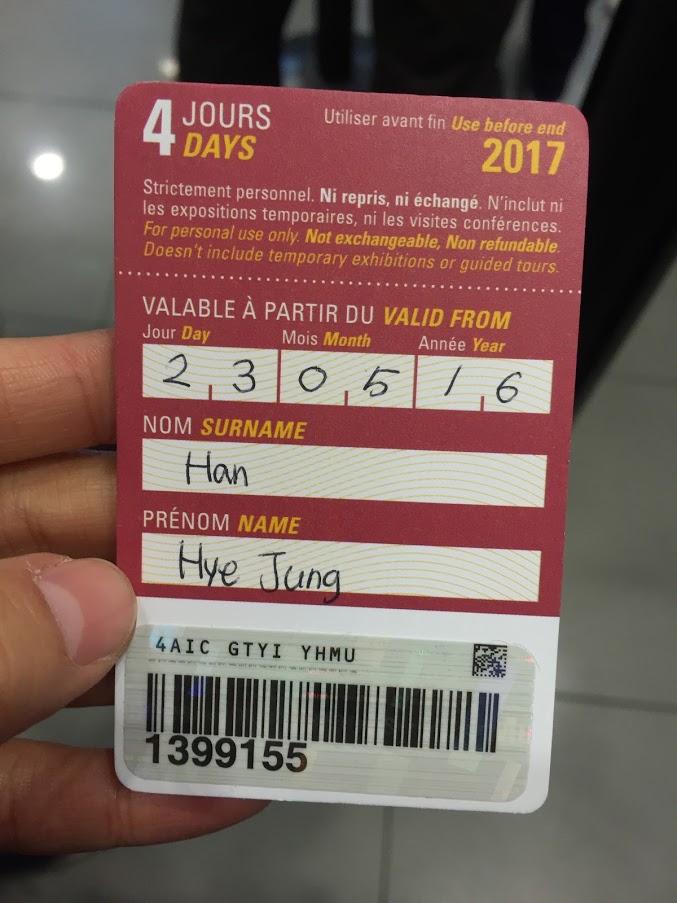 4 JOURS DAYS
Utiliser avant fin Use before end
2017
Strictement personnel. Ni repris, ni échangé. N'inclut ni
les expositions temporaires, ni les visites conférences.
For personal use only. Not exchangeable, Non refundable.
Doesn't include temporary exhibitions or guided tours.
VALABLE À PARTIR DU VALID FROM
Jour Day Mois Month Année Year
2 3 0 5 1 6
NOM SURNAME
Han
PRÉNOM NAME
Hye Jung
4AIC GTYI YHMU
1399155